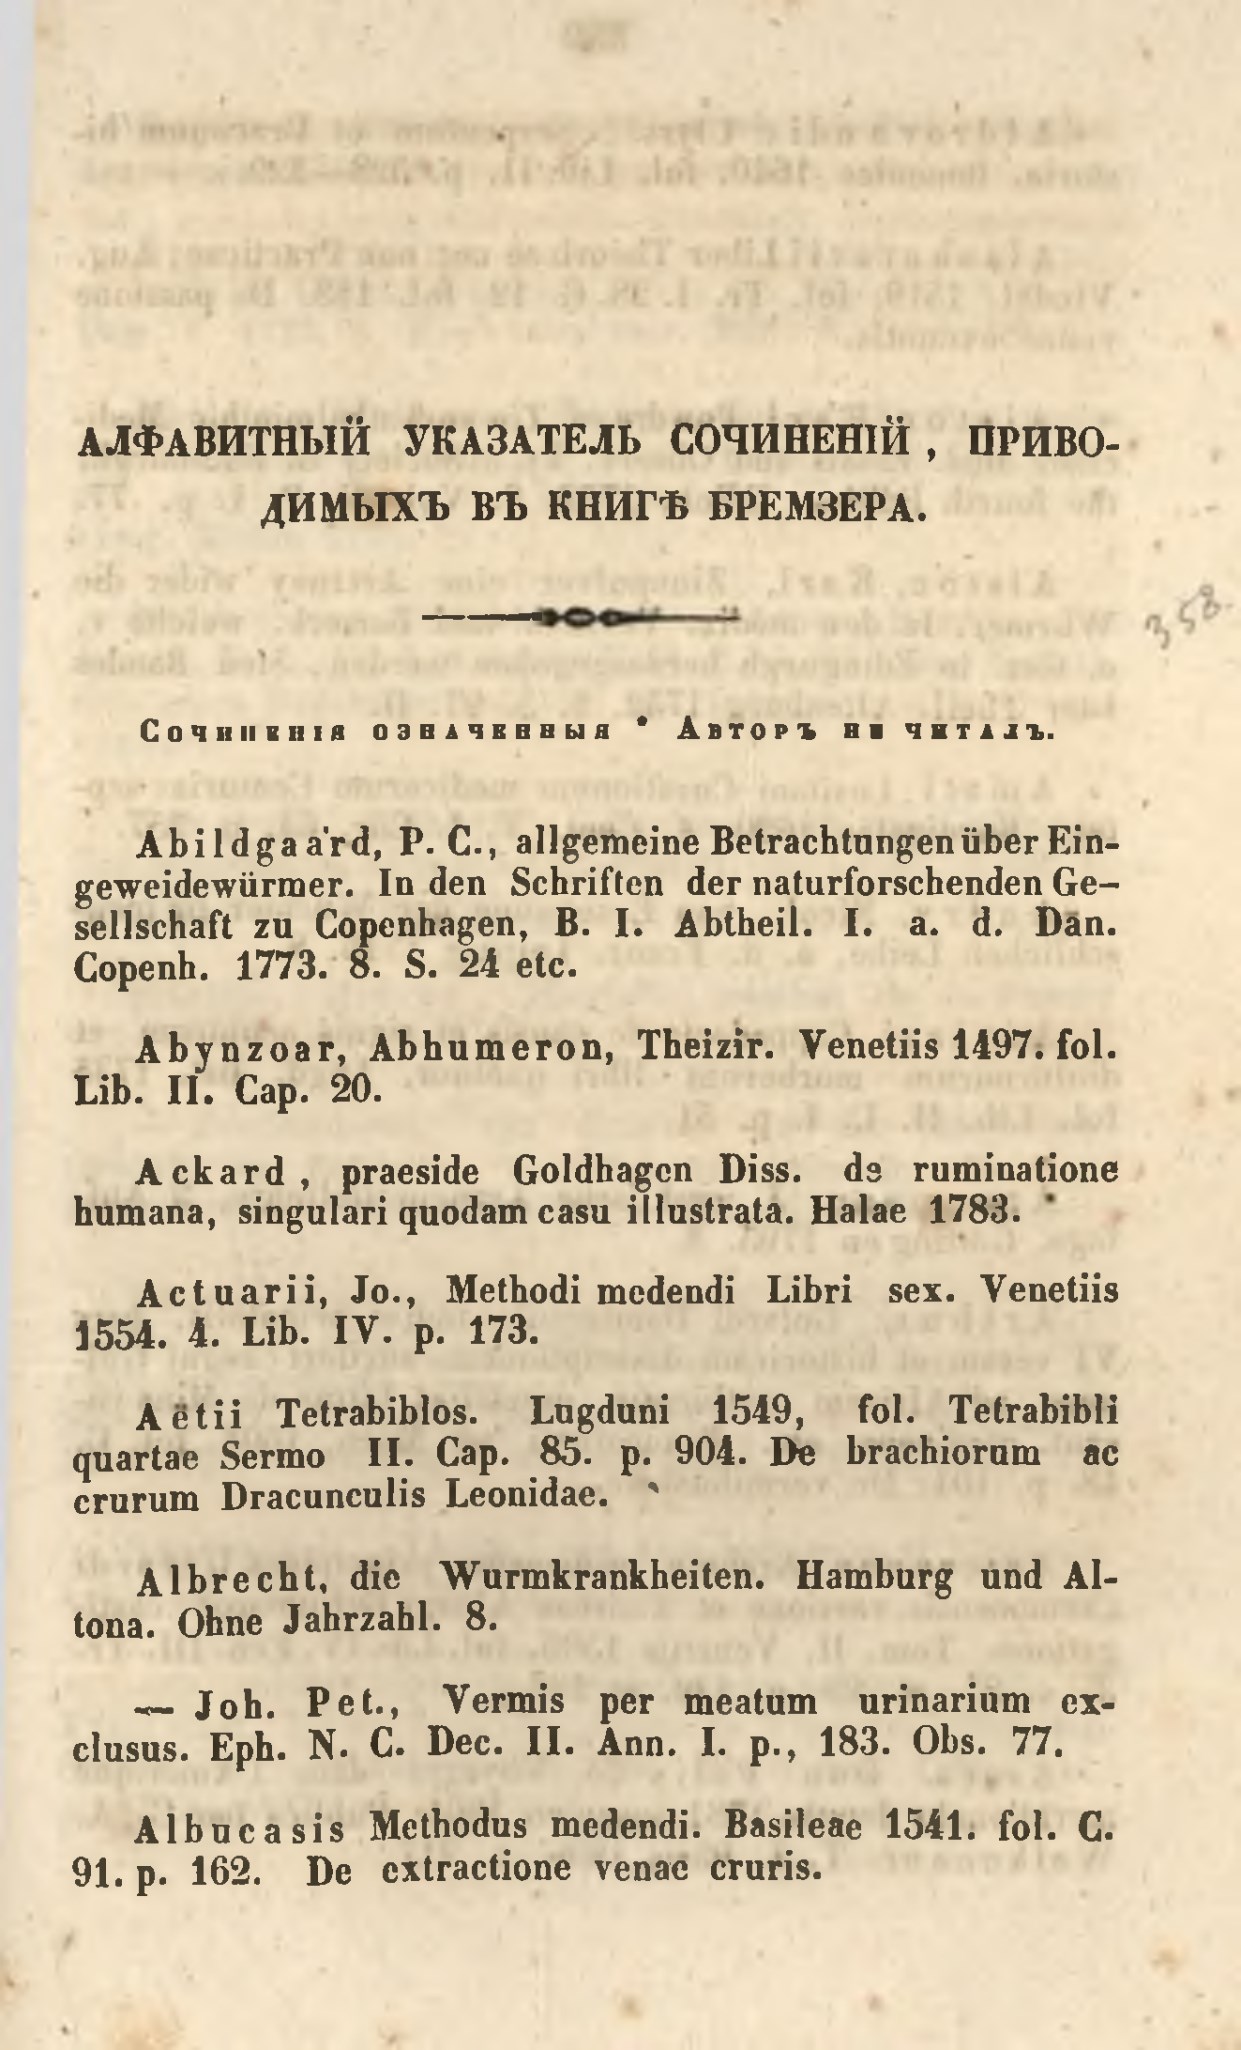 АЛФАВИТНЫЙ УКАЗАТЕЛЬ СОЧИНЕНІЙ, ПРИВО-
ДИМЫХЪ ВЪ КНИГѢ БРЕМЗЕРА.
358.
Сочиненія означенныя * Авторъ не читалъ.
Abildgaard, P. C., allgemeine Betrachtungen über Ein-
geweidewürmer. In den Schriften der naturforschenden Ge-
sellschaft zu Copenhagen, B. I. Abtheil. I. a. d. Dan.
Copenh. 1773. 8. S. 24 etc.
Abynzoar, Abhumeron, Theizir. Venetiis 1497. fol.
Lib. II. Cap. 20.
Ackard, praeside Goldhagen Diss. de ruminatione
humana, singulari quodam casu illustrata. Halae 1783. *
Actuarii, Jo., Methodi medendi Libri sex. Venetiis
1554. 4. Lib. IV. p. 173.
Aëtii Tetrabiblos. Lugduni 1549, fol. Tetrabibli
quartae Sermo II. Cap. 85. p. 904. De brachiorum ac
crurum Dracunculis Leonidae.
Albrecht, die Wurmkrankheiten. Hamburg und Al-
tona. Ohne Jahrzahl. 8.
— Joh. Pet., Vermis per meatum urinarium ex-
clusus. Eph. N. C. Dec. II. Ann. I. p., 183. Obs. 77.
Albucasis Methodus medendi. Basileae 1541. fol. C.
91. p. 162. De extractione venae cruris.